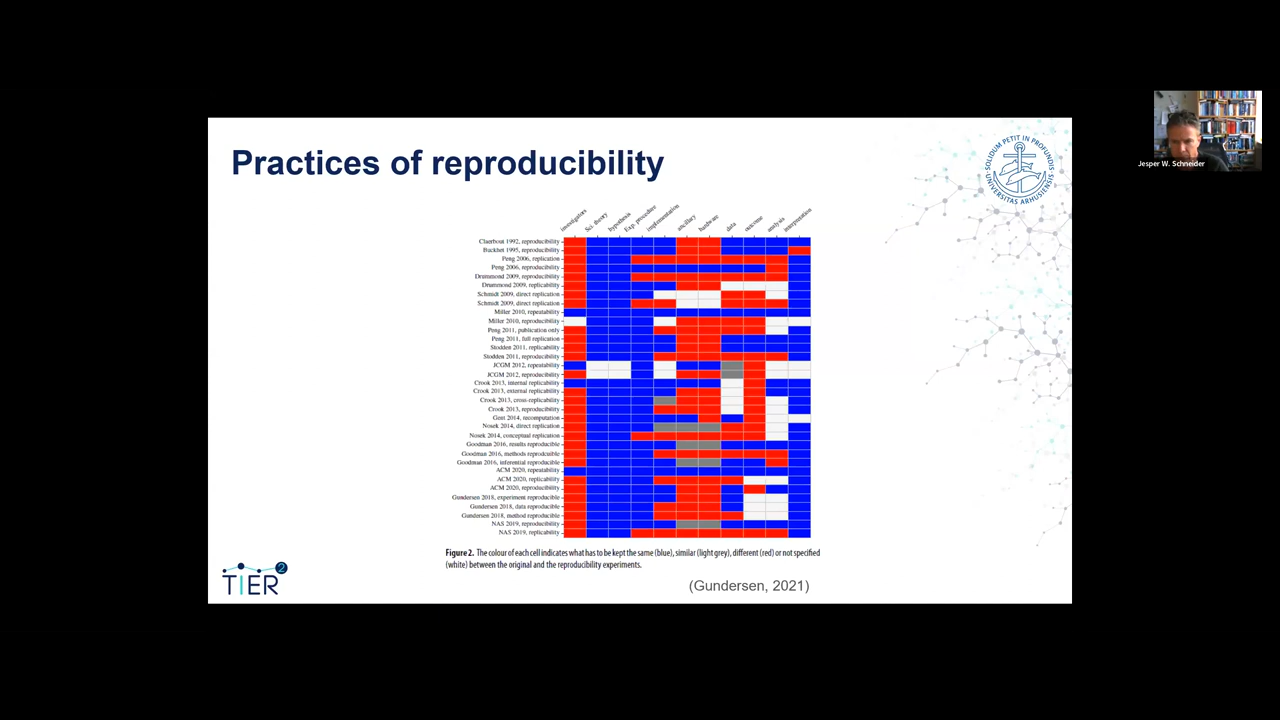 Practices of reproducibility
SOLIDUM PETIT IN PROFUNDIS
UNIVERSITAS ARHUSIENSIS
Jesper W. Schneider
investigators
Sci. theory
hypothesis
Exp. procedure
implementation
ancillary
hardware
data
outcome
analysis
interpretation
Claerbout 1992, reproducibility
Buckhet 1995, reproducibility
Peng 2006, replication
Peng 2006, reproducibility
Drummond 2009, reproducibility
Drummond 2009, replicability
Schmidt 2009, direct replication
Schmidt 2009, direct replication
Miller 2010, repeatability
Miller 2010, reproducibility
Peng 2011, publication only
Peng 2011, full replication
Stodden 2011, replicability
Stodden 2011, reproducibility
JCGM 2012, repeatability
JCGM 2012, reproducibility
Crook 2013, internal replicability
Crook 2013, external replicability
Crook 2013, cross-replicability
Crook 2013, reproducibility
Gent 2014, recomputation
Nosek 2014, direct replication
Nosek 2014, conceptual replication
Goodman 2016, results reproducible
Goodman 2016, methods reprodcuible
Goodman 2016, inferential reproducible
ACM 2020, repeatability
ACM 2020, replicability
ACM 2020, reproducibility
Gundersen 2018, experiment reproducible
Gundersen 2018, data reproducible
Gundersen 2018, method reproducible
NAS 2019, reproducibility
NAS 2019, replicability
Figure 2. The colour of each cell indicates what has to be kept the same (blue), similar (light grey), different (red) or not specified
(white) between the original and the reproducibility experiments.
(Gundersen, 2021)
TIER2